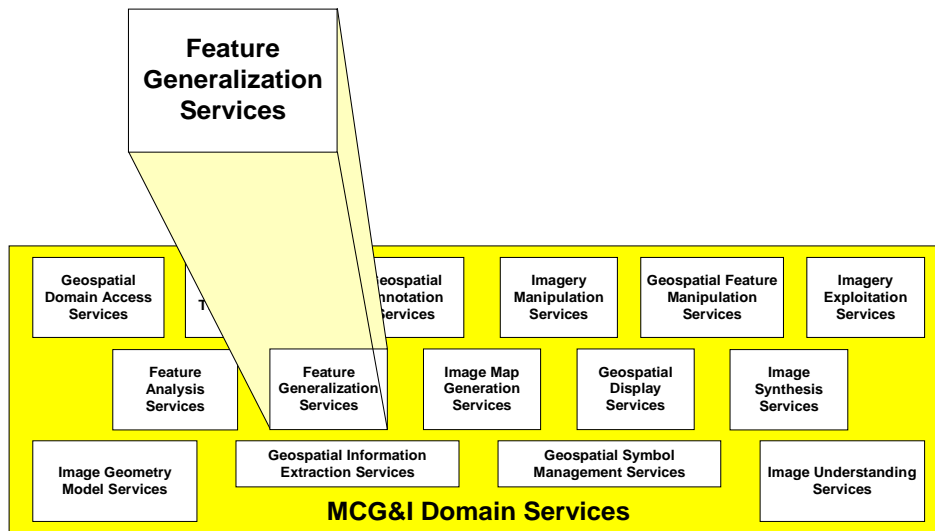 Feature
Generalization
Services
Geospatial
Domain Access
Services
T
eospatial
nnotation
ervices
Imagery
Manipulation
Services
Geospatial Feature
Manipulation
Services
Imagery
Exploitation
Services
Feature
Analysis
Services
Feature
Generalization
Services
Image Map
Generation
Services
Geospatial
Display
Services
Image
Synthesis
Services
Image Geometry
Model Services
Geospatial Information
Extraction Services
Geospatial Symbol
Management Services
Image Understanding
Services
MCG&I Domain Services